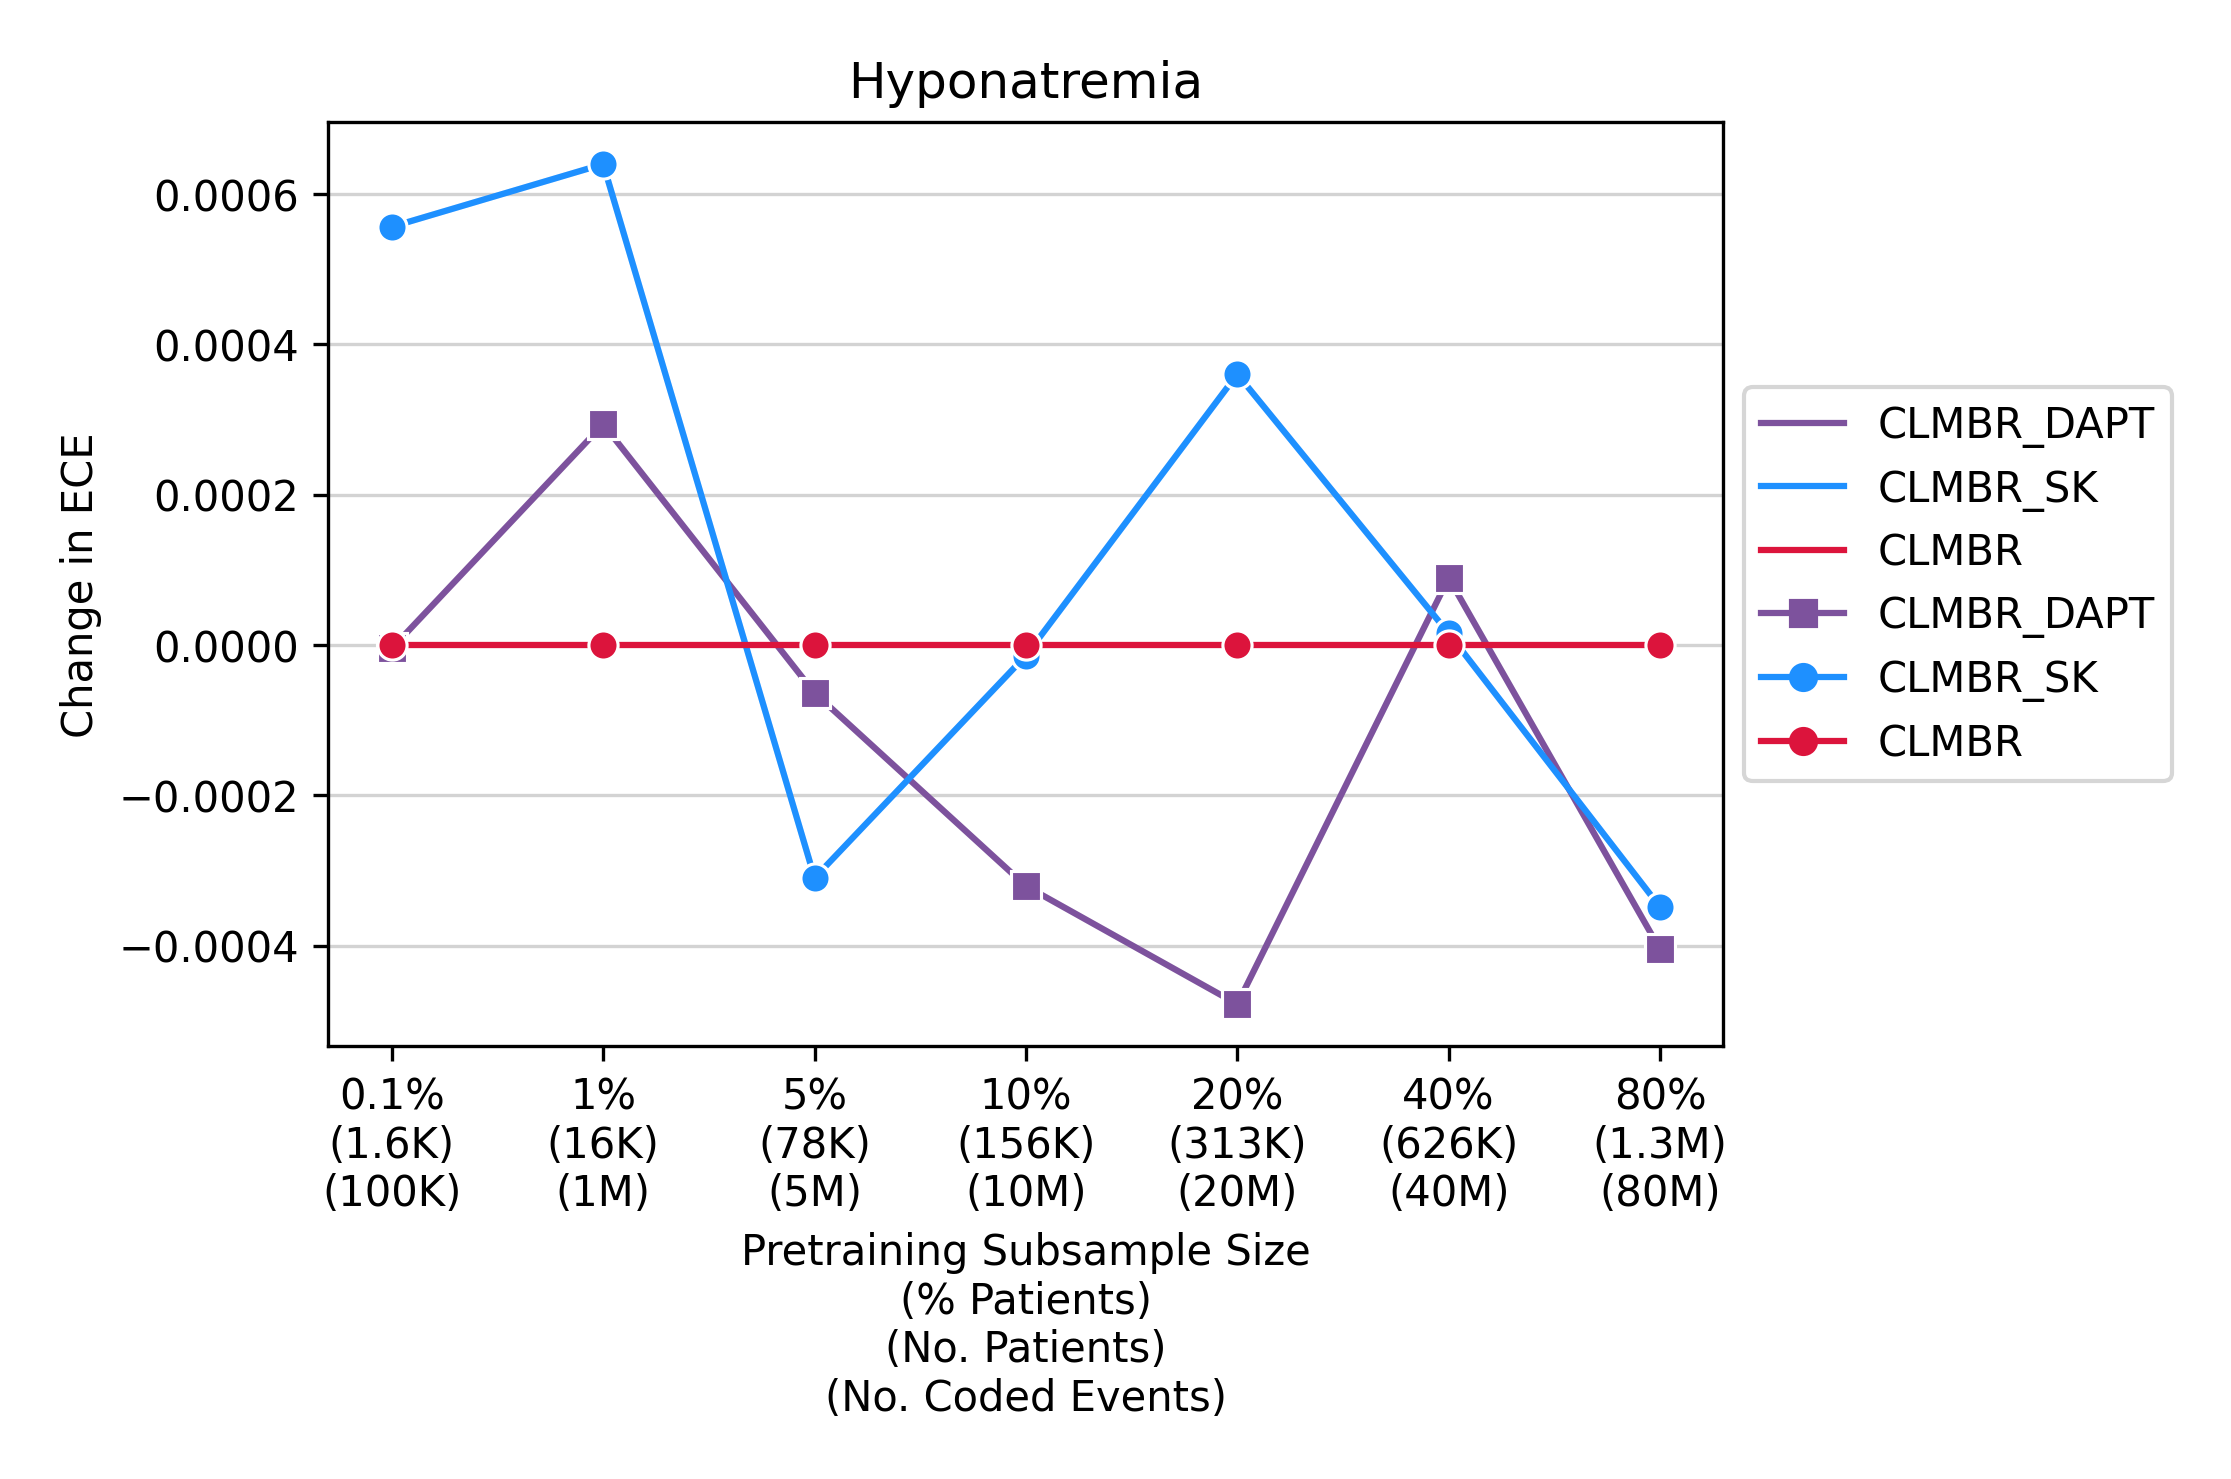 Hyponatremia
Change in ECE
0.0006
0.0004
0.0002
0.0000
−0.0002
−0.0004
0.1% 1% 5% 10% 20% 40% 80%
(1.6K) (16K) (78K) (156K) (313K) (626K) (1.3M)
(100K) (1M) (5M) (10M) (20M) (40M) (80M)
Pretraining Subsample Size
(% Patients)
(No. Patients)
(No. Coded Events)
CLMBR_DAPT
CLMBR_SK
CLMBR
CLMBR_DAPT
CLMBR_SK
CLMBR